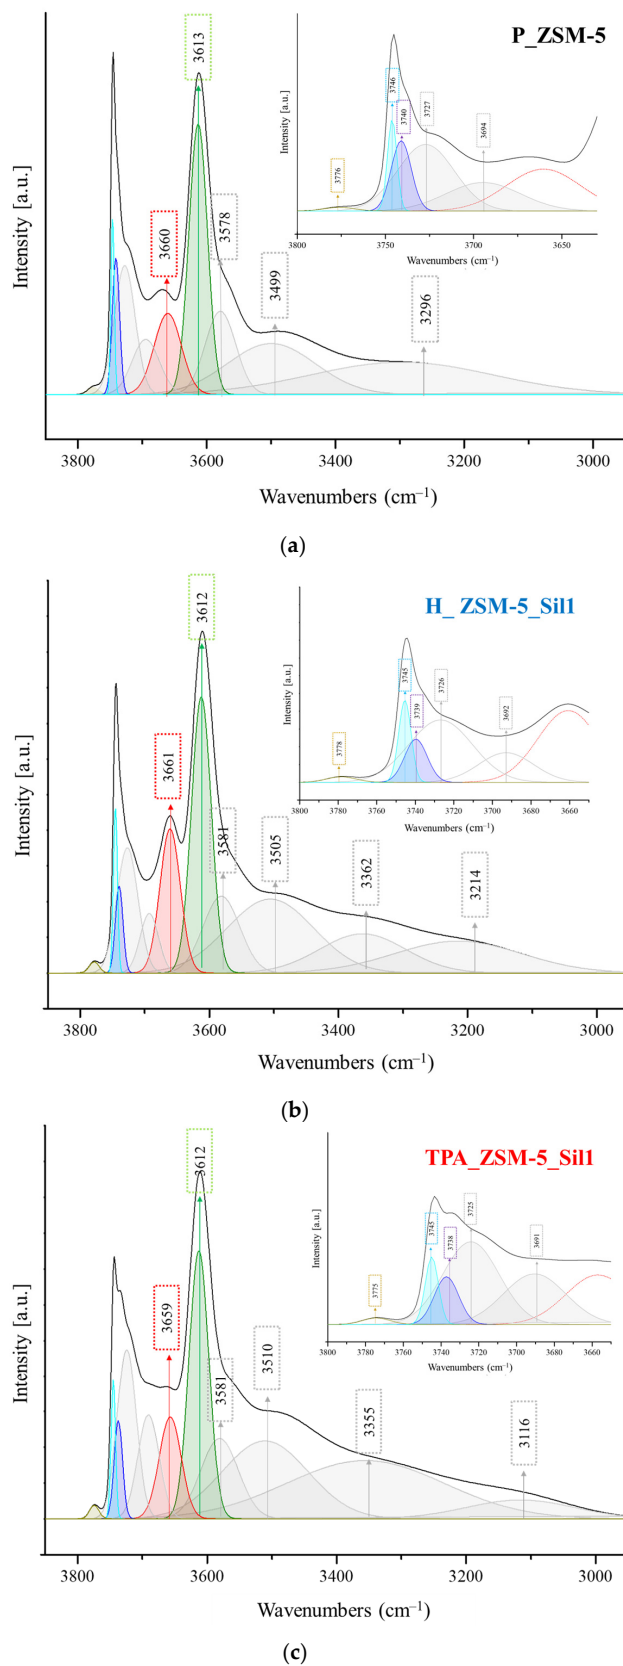 P_ZSM-5
3613
3660
3578
3499
3296
Intensity [a.u.]
3776
3746
3740
3727
3694
Intensity [a.u.]
3800 3750 3700 3650
Wavenumbers (cm–1)
3800 3600 3400 3200 3000
Wavenumbers (cm–1)
(a)
H_ ZSM-5_Sil1
3612
3661
3581
3505
3362
3214
Intensity [a.u.]
3778
3745
3739
3726
3692
Intensity [a.u.]
3800 3780 3760 3740 3720 3700 3680 3660
Wavenumbers (cm–1)
3800 3600 3400 3200 3000
Wavenumbers (cm–1)
(b)
TPA_ZSM-5_Sil1
3612
3659
3581
3510
3355
3116
Intensity [a.u.]
3775
3745
3738
3725
3691
Intensity [a.u.]
3800 3780 3760 3740 3720 3700 3680 3660
Wavenumbers (cm–1)
3800 3600 3400 3200 3000
Wavenumbers (cm–1)
(c)